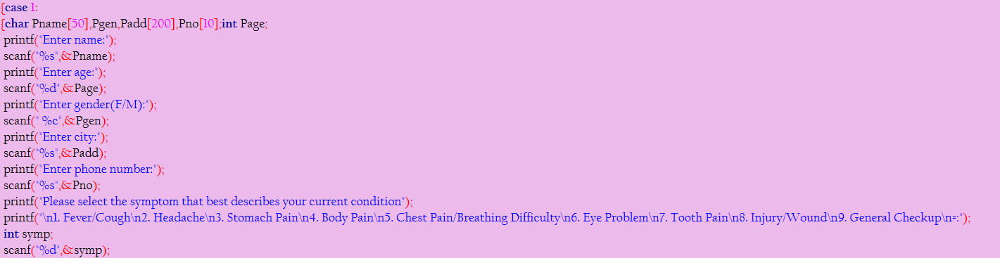 {case 1:
{char Pname[50],Pgen,Padd[200],Pno[10];int Page;
printf("Enter name:");
scanf("%s",&Pname);
printf("Enter age:");
scanf("%d",&Page);
printf("Enter gender(F/M):");
scanf(" %c",&Pgen);
printf("Enter city:");
scanf("%s",&Padd);
printf("Enter phone number:");
scanf("%s",&Pno);
printf("Please select the symptom that best describes your current condition");
printf("\n1. Fever/Cough\n2. Headache\n3. Stomach Pain\n4. Body Pain\n5. Chest Pain/Breathing Difficulty\n6. Eye Problem\n7. Tooth Pain\n8. Injury/Wound\n9. General Checkup\n=:");
int symp;
scanf("%d",&symp);